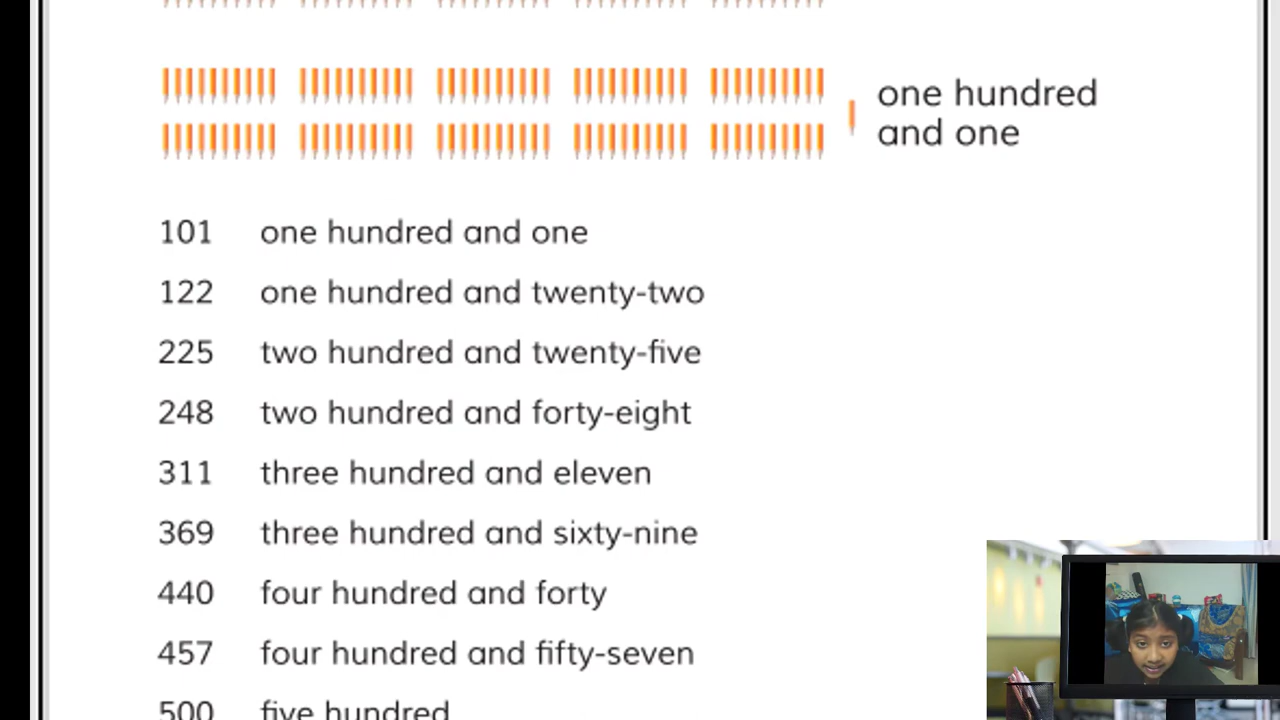 one hundred
and one
101 one hundred and one
122 one hundred and twenty-two
225 two hundred and twenty-five
248 two hundred and forty-eight
311 three hundred and eleven
369 three hundred and sixty-nine
440 four hundred and forty
457 four hundred and fifty-seven
500 five hundred